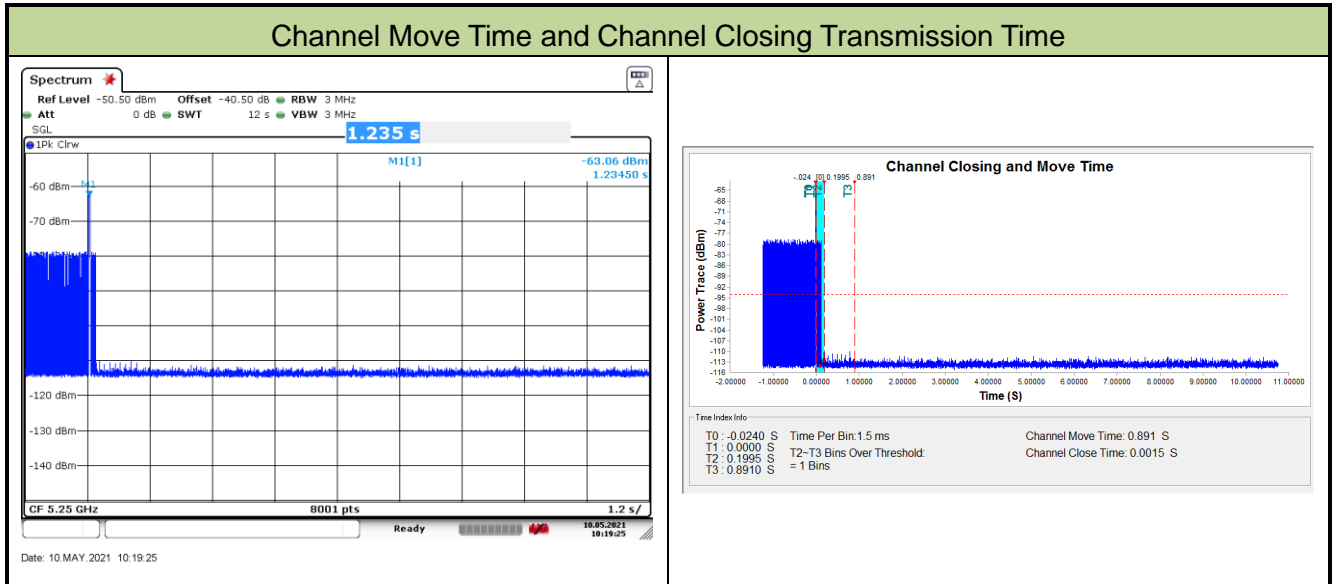 Channel Move Time and Channel Closing Transmission Time
Spectrum
Ref Level -50.50 dBm Offset -40.50 dB RBW 3 MHz
Att 0 dB SWT 12 s VBW 3 MHz
SGL
1.235 s
1Pk Clrw
M1[1] -63.06 dBm
1.23450 s
M1
-60 dBm
-70 dBm
-120 dBm
-130 dBm
-140 dBm
CF 5.25 GHz 8001 pts 1.2 s/
Ready 10.05.2021
10:19:25
Date: 10.MAY.2021 10:19:25
Channel Closing and Move Time
-.024 [0] 0.1995 0.891
T0 T2 T3
Power Trace (dBm)
-65
-68
-71
-74
-77
-80
-83
-86
-89
-92
-95
-98
-101
-104
-107
-110
-113
-116
-2.00000 -1.00000 0.00000 1.00000 2.00000 3.00000 4.00000 5.00000 6.00000 7.00000 8.00000 9.00000 10.00000 11.00000
Time (S)
Time Index Info
T0 : -0.0240 S Time Per Bin:1.5 ms Channel Move Time: 0.891 S
T1 : 0.0000 S
T2 : 0.1995 S T2~T3 Bins Over Threshold: Channel Close Time: 0.0015 S
T3 : 0.8910 S = 1 Bins